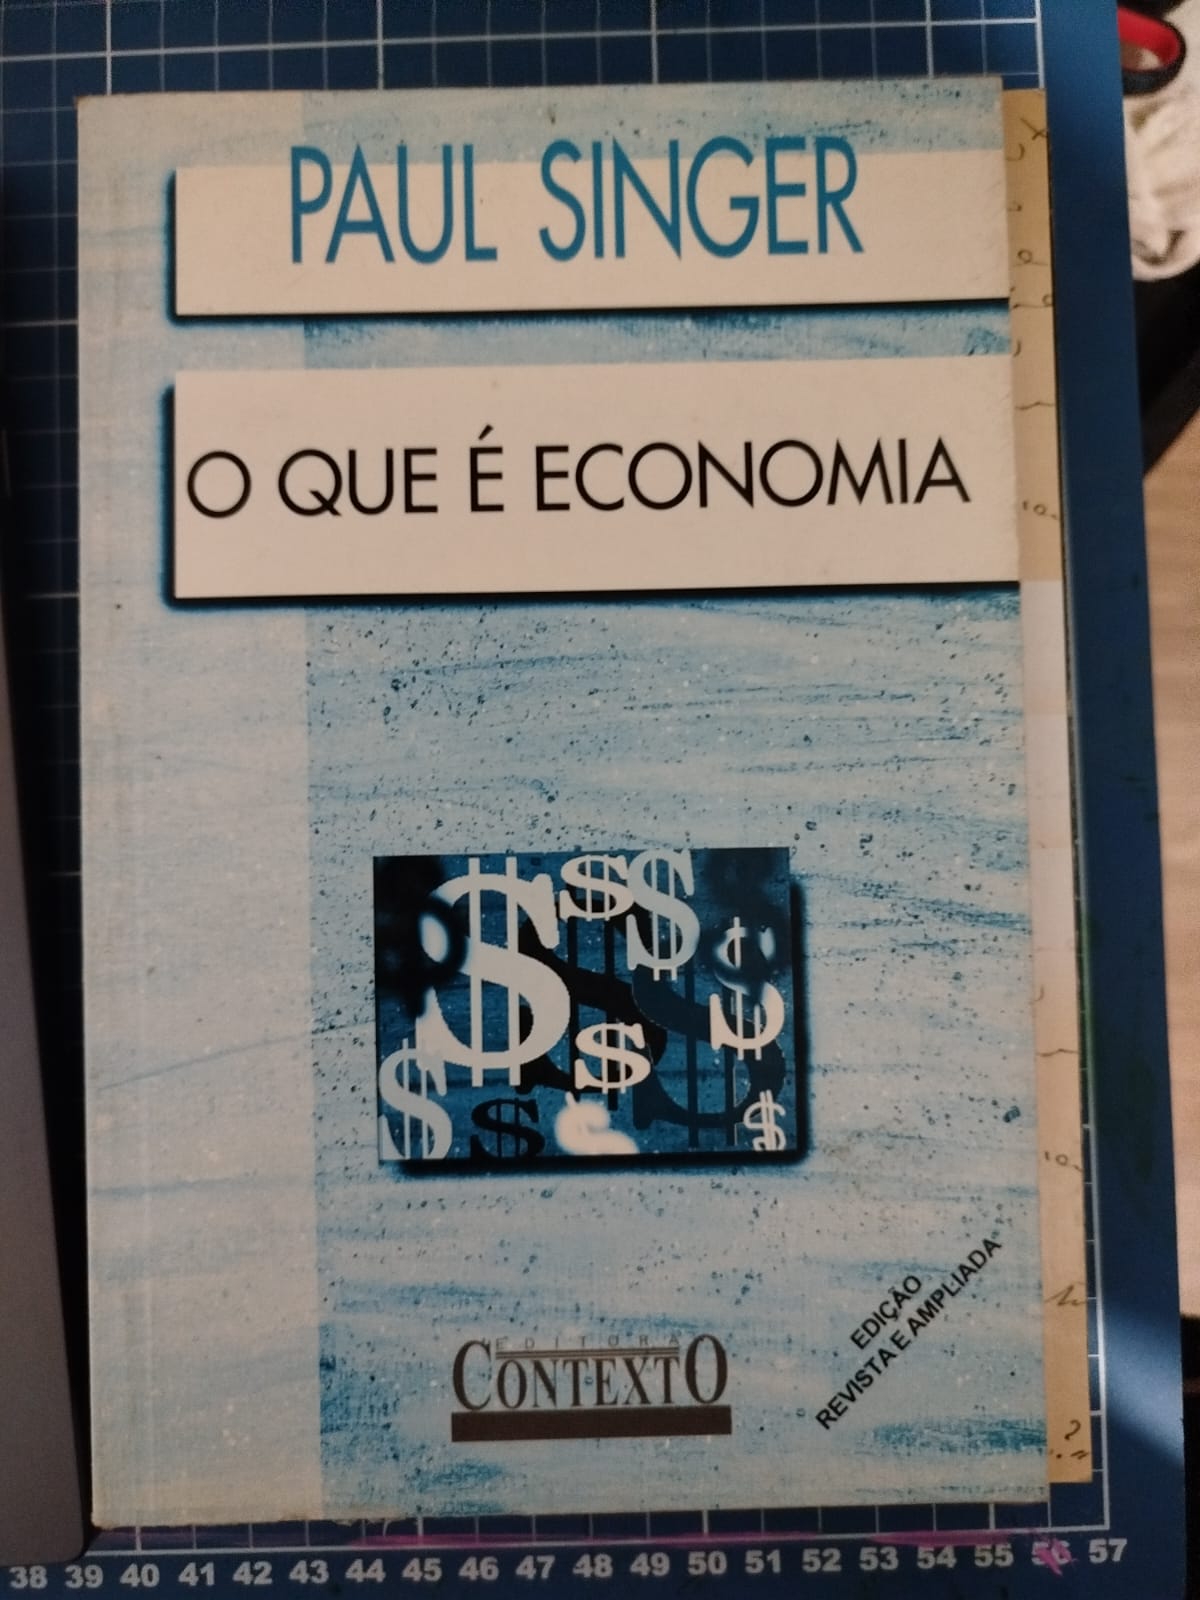 PAUL SINGER
O QUE É ECONOMIA
$ $ $ $ $ $ $ $
EDIÇÃO
REVISTA E AMPLIADA
EDITORA
CONTEXTO
38 39 40 41 42 43 44 45 46 47 48 49 50 51 52 53 54 55 56 57